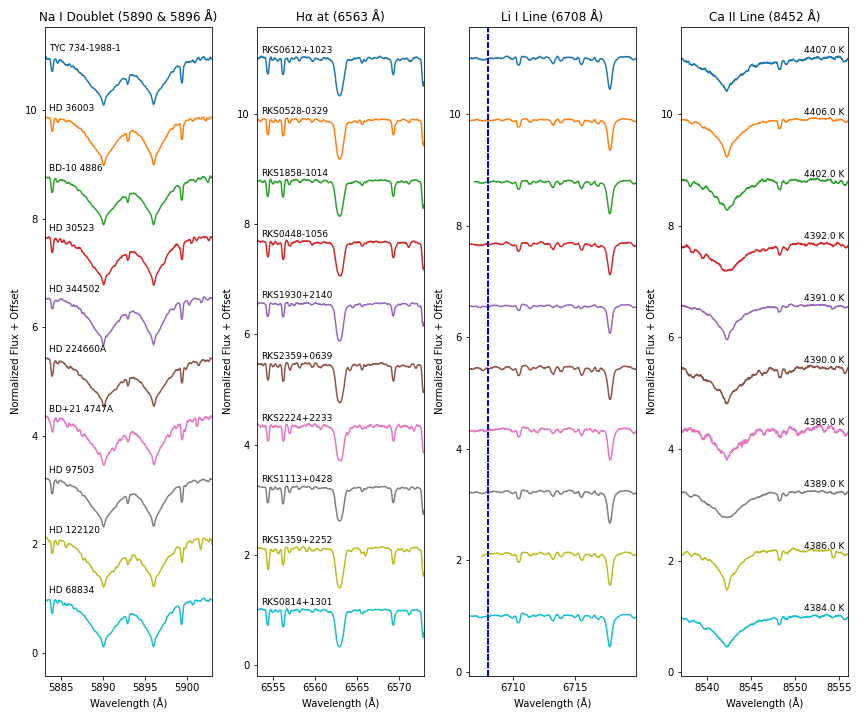 Na I Doublet (5890 & 5896 Å)
Hα at (6563 Å)
Li I Line (6708 Å)
Ca II Line (8452 Å)
TYC 734-1988-1
HD 36003
BD-10 4886
HD 30523
HD 344502
HD 224660A
BD+21 4747A
HD 97503
HD 122120
HD 68834
RKS0612+1023
RKS0528-0329
RKS1858-1014
RKS0448-1056
RKS1930+2140
RKS2359+0639
RKS2224+2233
RKS1113+0428
RKS1359+2252
RKS0814+1301
4407.0 K
4406.0 K
4402.0 K
4392.0 K
4391.0 K
4390.0 K
4389.0 K
4389.0 K
4386.0 K
4384.0 K
Normalized Flux + Offset
Normalized Flux + Offset
Normalized Flux + Offset
Normalized Flux + Offset
10
8
6
4
2
0
10
8
6
4
2
0
10
8
6
4
2
0
10
8
6
4
2
0
5885 5890 5895 5900
6555 6560 6565 6570
6710 6715
8540 8545 8550 8555
Wavelength (Å)
Wavelength (Å)
Wavelength (Å)
Wavelength (Å)